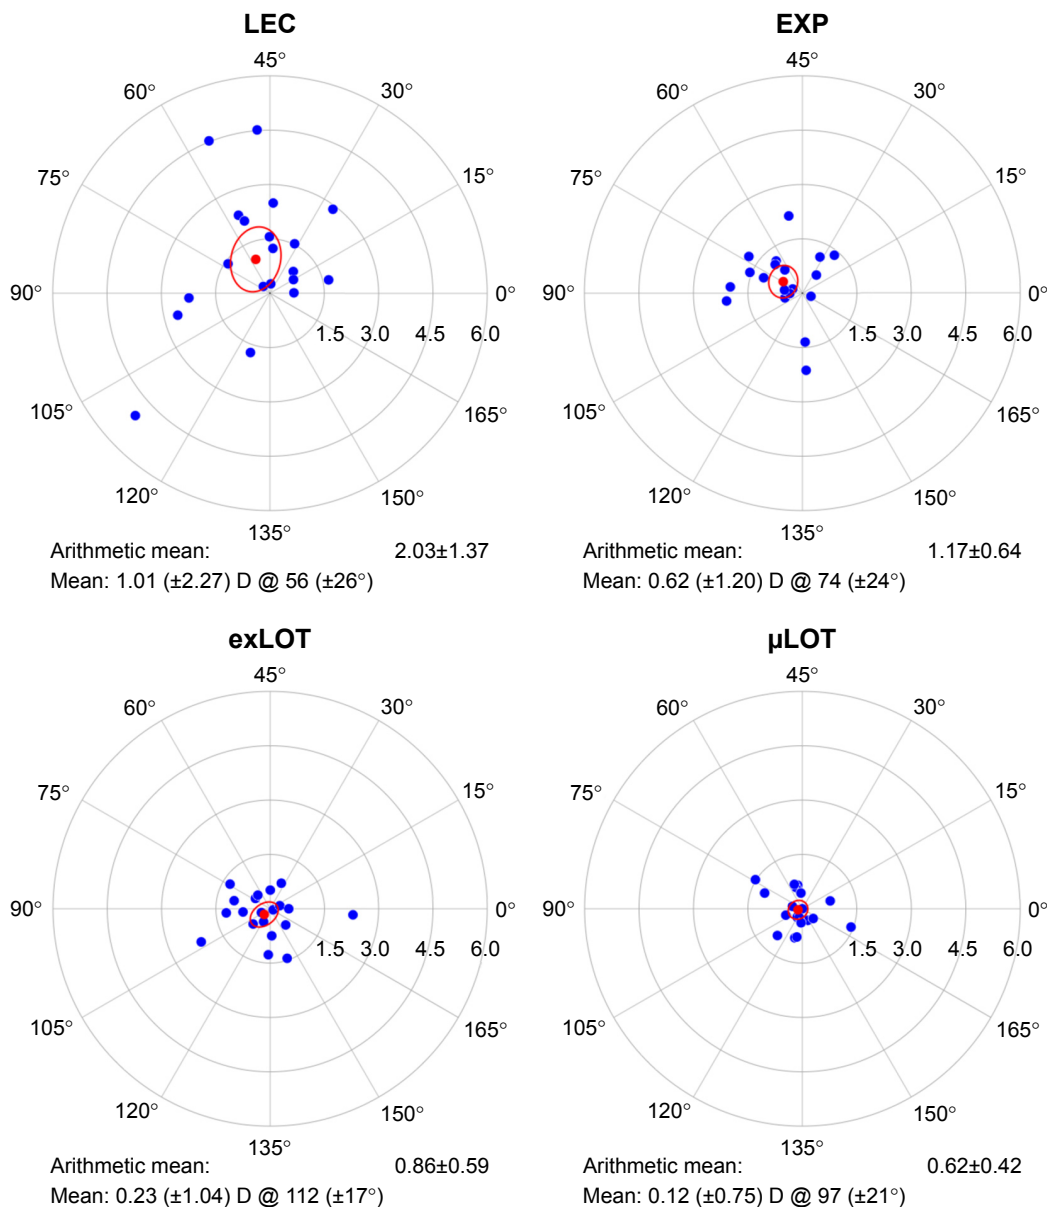 LEC
EXP
45° 45°
60° 30° 60° 30°
75° 15° 75° 15°
90° 0° 90° 0°
1.5 3.0 4.5 6.0 1.5 3.0 4.5 6.0
105° 165° 105° 165°
120° 150° 120° 150°
135° 135°
Arithmetic mean: 2.03±1.37
Mean: 1.01 (±2.27) D @ 56 (±26°)
Arithmetic mean: 1.17±0.64
Mean: 0.62 (±1.20) D @ 74 (±24°)
exLOT
µLOT
45° 45°
60° 30° 60° 30°
75° 15° 75° 15°
90° 0° 90° 0°
1.5 3.0 4.5 6.0 1.5 3.0 4.5 6.0
105° 165° 105° 165°
120° 150° 120° 150°
135° 135°
Arithmetic mean: 0.86±0.59
Mean: 0.23 (±1.04) D @ 112 (±17°)
Arithmetic mean: 0.62±0.42
Mean: 0.12 (±0.75) D @ 97 (±21°)